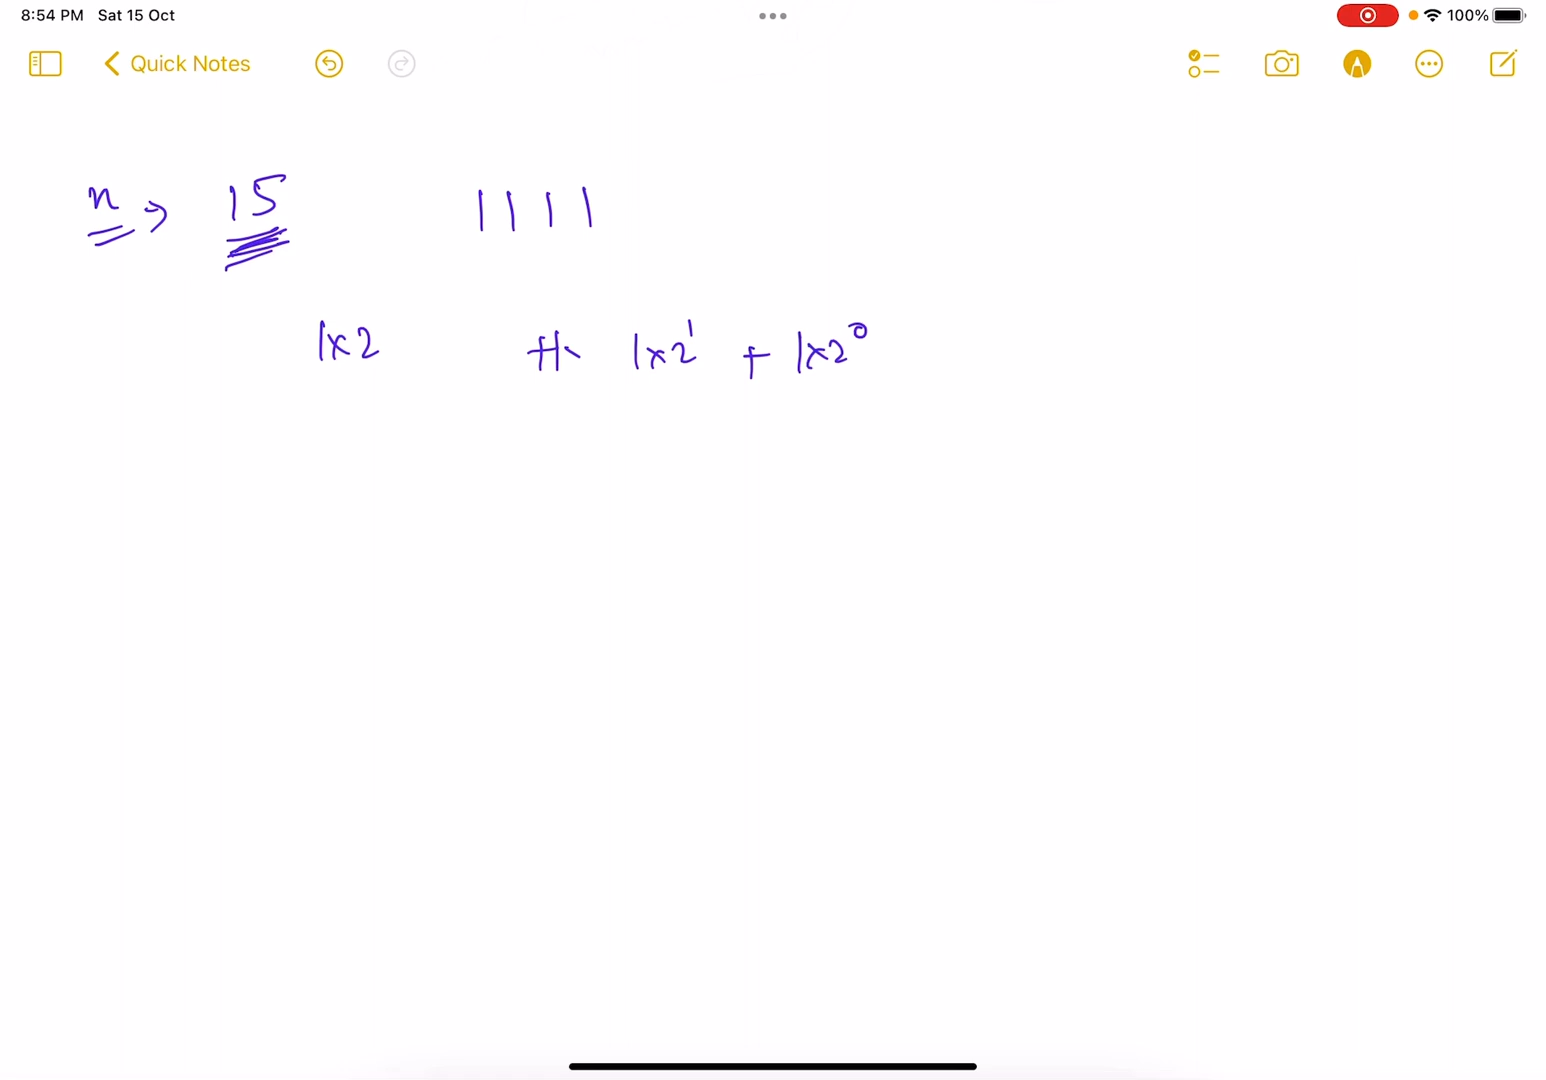 8:54 PM Sat 15 Oct 100%
Quick Notes
n → 15 1111
1x2 + 1x2¹ + 1x2⁰